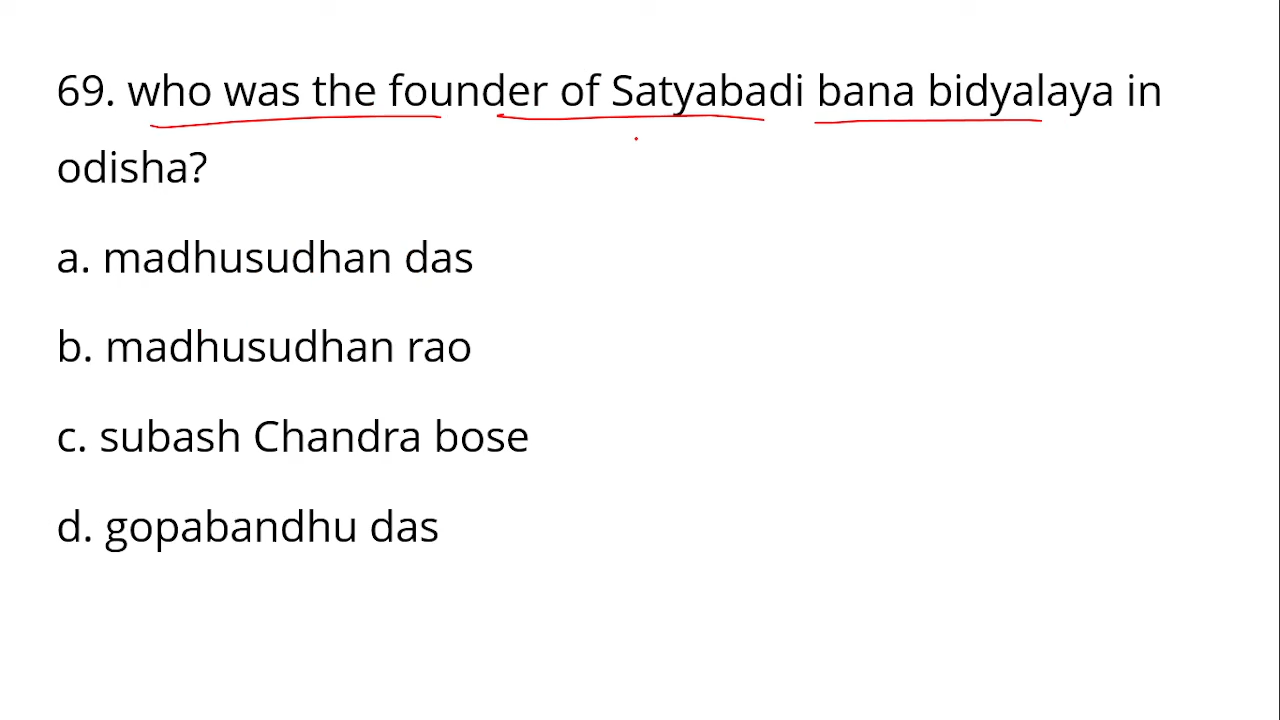 69. who was the founder of Satyabadi bana bidyalaya in
odisha?
a. madhusudhan das
b. madhusudhan rao
c. subash Chandra bose
d. gopabandhu das